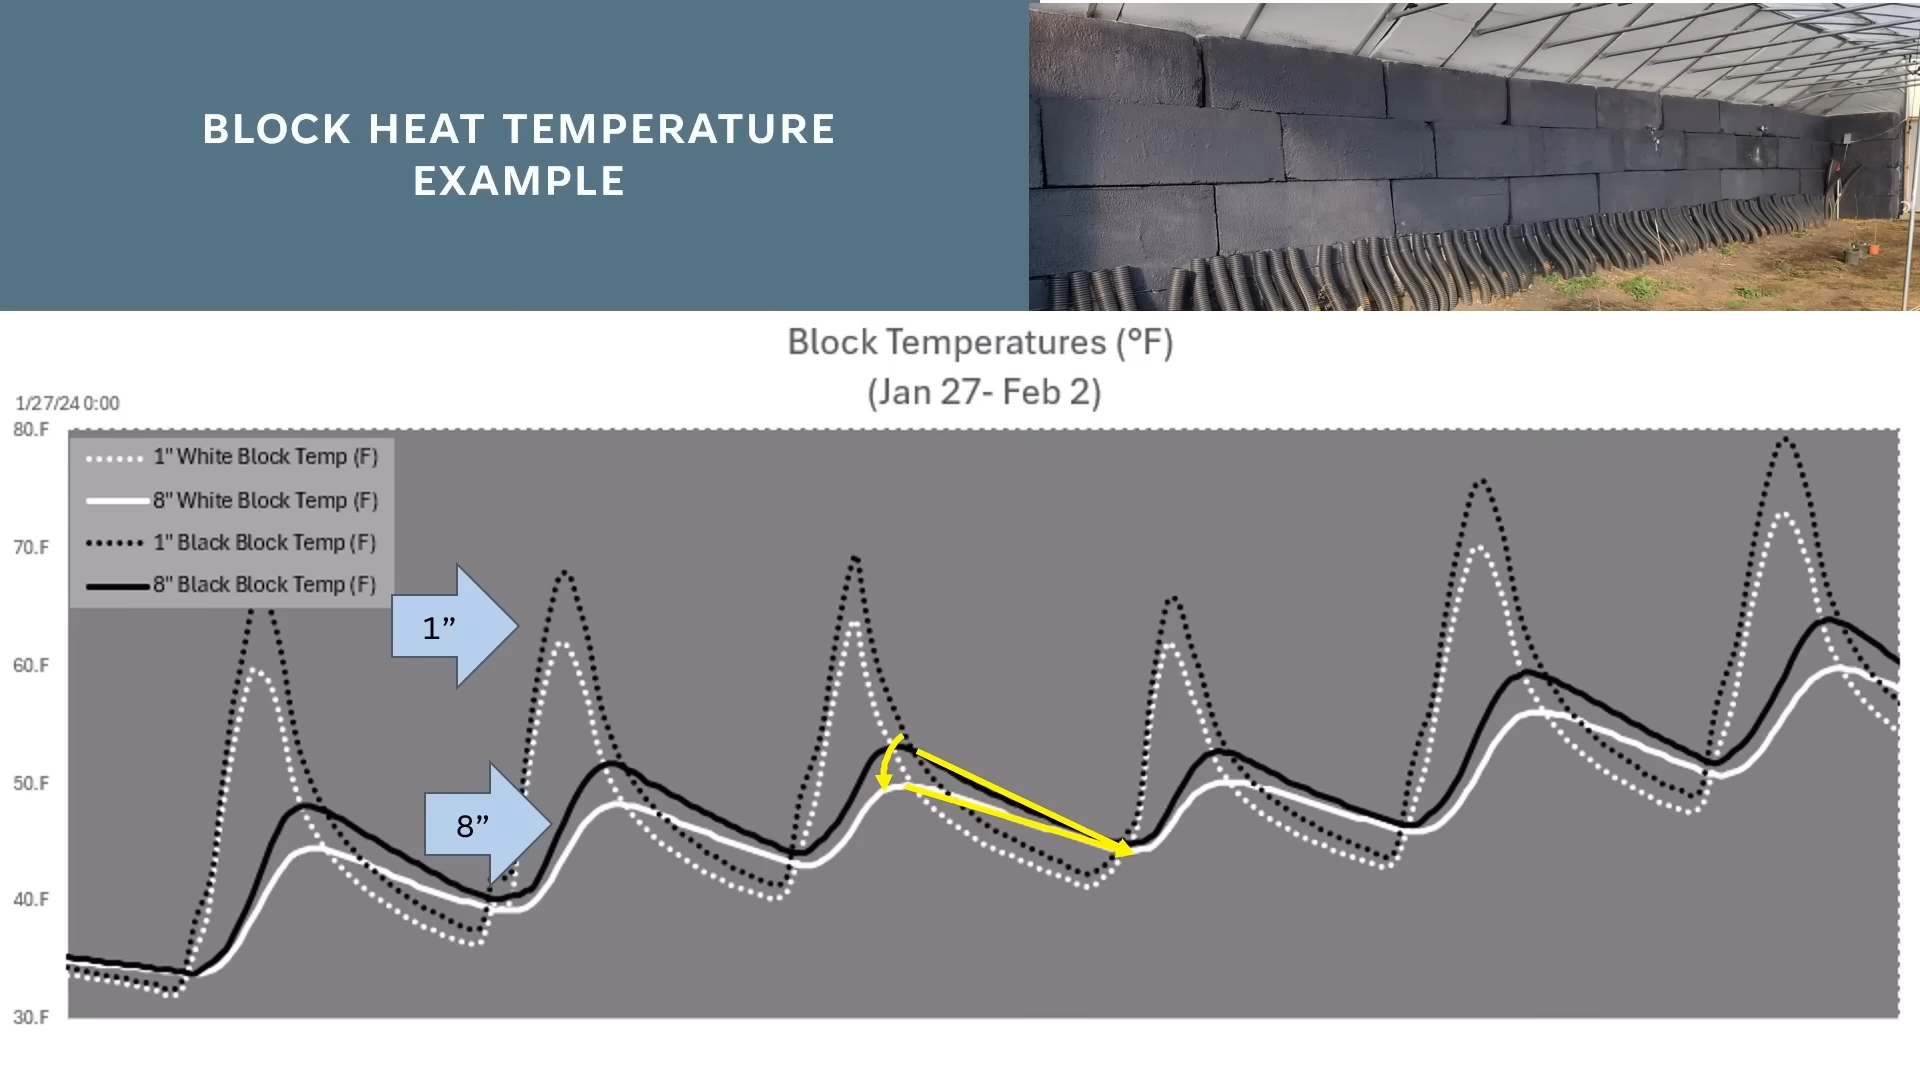 BLOCK HEAT TEMPERATURE
EXAMPLE
Block Temperatures (°F)
(Jan 27- Feb 2)
1/27/24 0:00
80.F
70.F
60.F
50.F
40.F
30.F
1" White Block Temp (F)
8" White Block Temp (F)
1" Black Block Temp (F)
8" Black Block Temp (F)
1”
8”